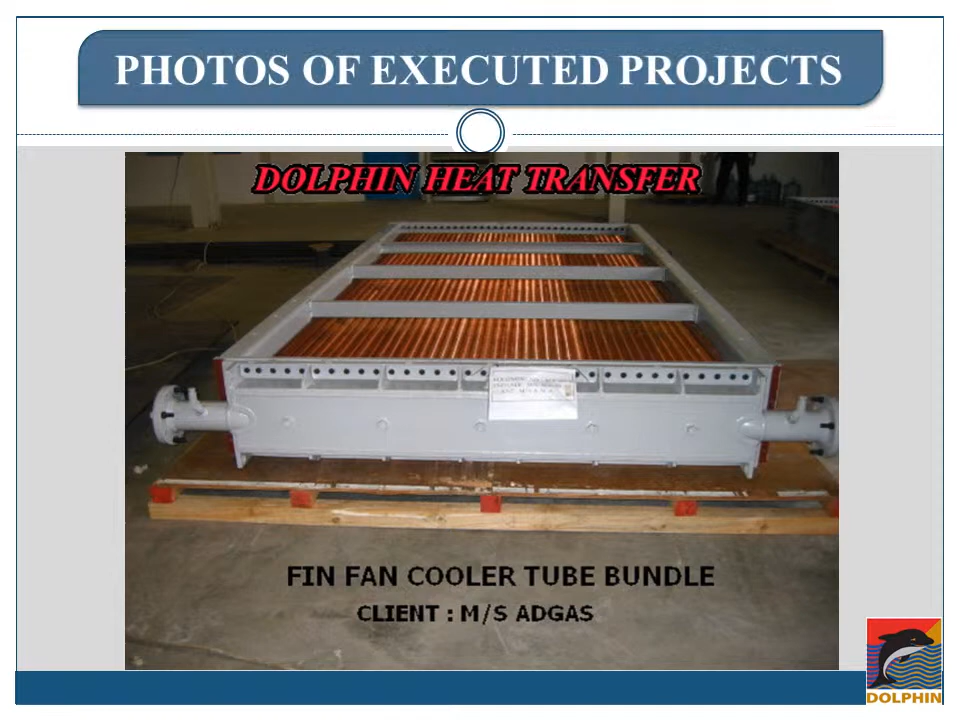 PHOTOS OF EXECUTED PROJECTS
DOLPHIN HEAT TRANSFER
FIN FAN COOLER TUBE BUNDLE
CLIENT : M/S ADGAS
DOLPHIN